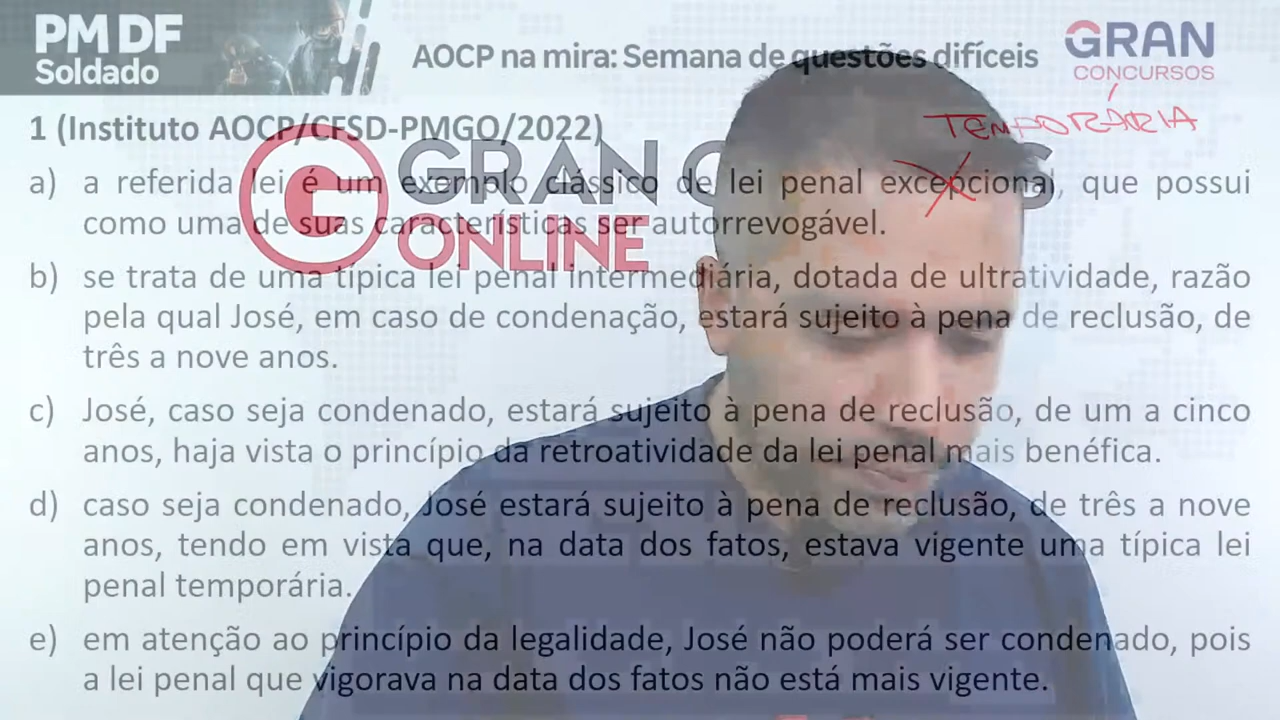 PM DF
Soldado
AOCP na mira: Semana de questões difíceis
GRAN
CONCURSOS
TEMPORÁRIA
1 (Instituto AOCP/CFSD-PMGO/2022)
GRAN
ONLINE
a) a referida lei é um exemplo clássico de lei penal excepcional, que possui
como uma de suas características ser autorrevogável.
b) se trata de uma típica lei penal intermediária, dotada de ultratividade, razão
pela qual José, em caso de condenação, estará sujeito à pena de reclusão, de
três a nove anos.
c) José, caso seja condenado, estará sujeito à pena de reclusão, de um a cinco
anos, haja vista o princípio da retroatividade da lei penal mais benéfica.
d) caso seja condenado, José estará sujeito à pena de reclusão, de três a nove
anos, tendo em vista que, na data dos fatos, estava vigente uma típica lei
penal temporária.
e) em atenção ao princípio da legalidade, José não poderá ser condenado, pois
a lei penal que vigorava na data dos fatos não está mais vigente.